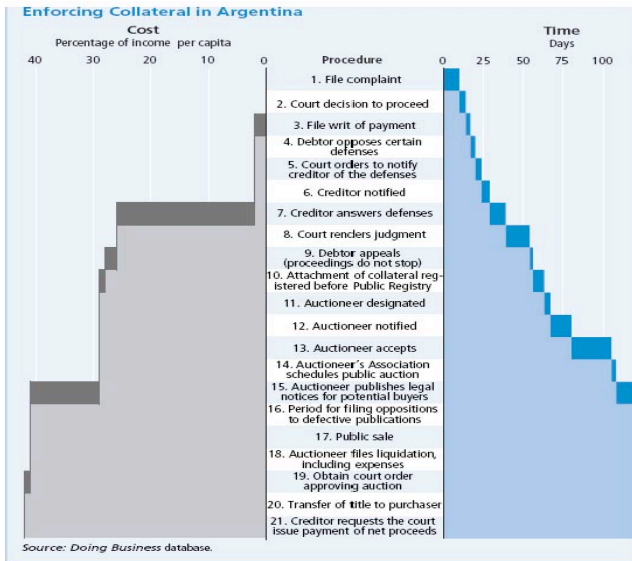 Enforcing Collateral in Argentina
Cost
Percentage of income per capita
Time
Days
40 30 20 10 0
Procedure
0 25 50 75 100
1. File complaint
2. Court decision to proceed
3. File writ of payment
4. Debtor opposes certain
defenses
5. Court orders to notify
creditor of the defenses
6. Creditor notified
7. Creditor answers defenses
8. Court renders judgment
9. Debtor appeals
(proceedings do not stop)
10. Attachment of collateral reg-
istered before Public Registry
11. Auctioneer designated
12. Auctioneer notified
13. Auctioneer accepts
14. Auctioneer's Association
schedules public auction
15. Auctioneer publishes legal
notices for potential buyers
16. Period for filing oppositions
to defective publications
17. Public sale
18. Auctioneer files liquidation,
including expenses
19. Obtain court order
approving auction
20. Transfer of title to purchaser
21. Creditor requests the court
issue payment of net proceeds
Source: Doing Business database.